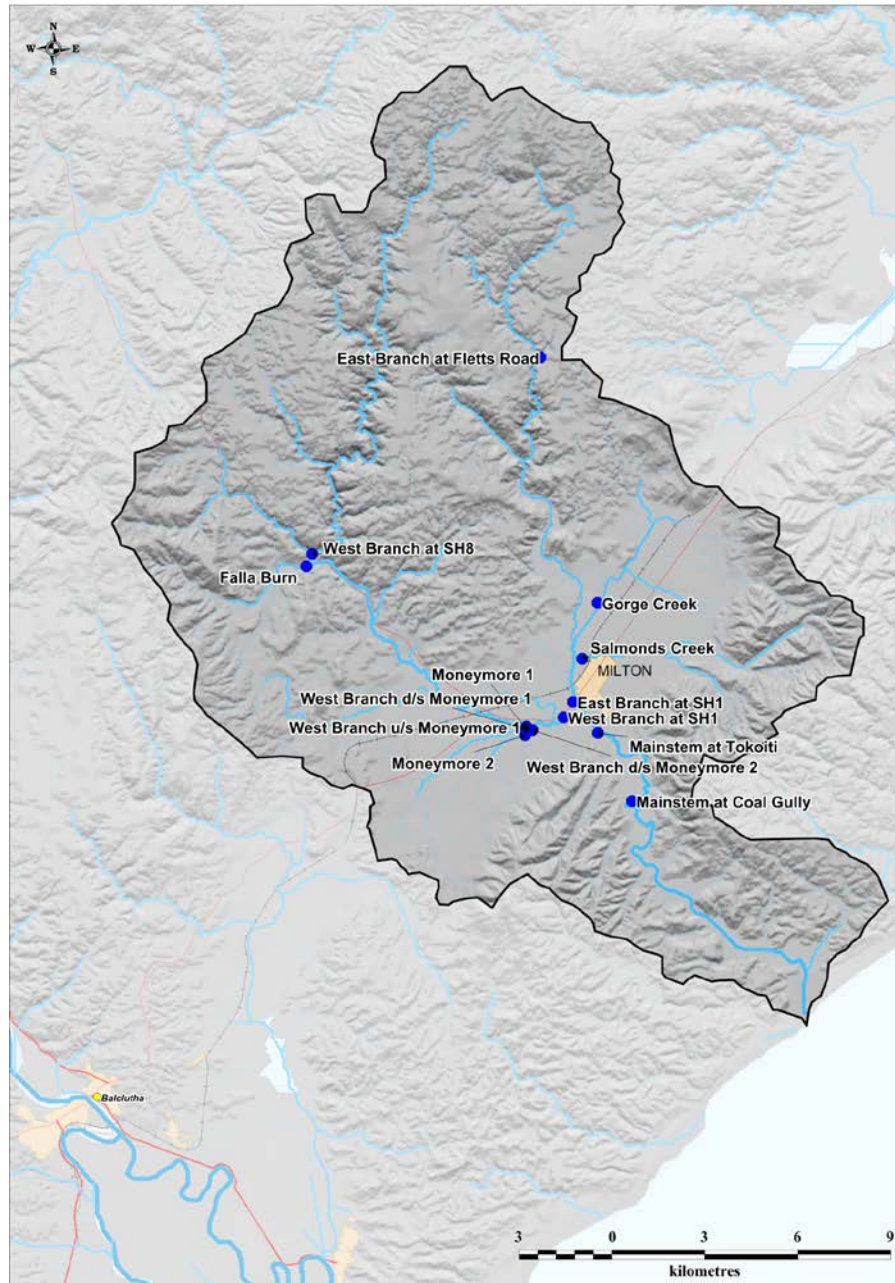 N
W E
S
East Branch at Fletts Road
West Branch at SH8
Falla Burn
Gorge Creek
Salmonds Creek
MILTON
Moneymore 1
West Branch d/s Moneymore 1
East Branch at SH1
West Branch at SH1
West Branch u/s Moneymore 1
Mainstem at Tokoiti
Moneymore 2
West Branch d/s Moneymore 2
Mainstem at Coal Gully
Balclutha
3 0 3 6 9
kilometres